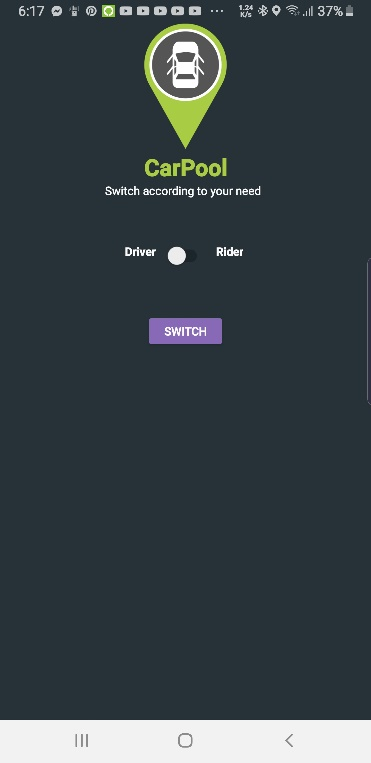 6:17
1.24
K/s
37%
CarPool
Switch according to your need
Driver Rider
SWITCH